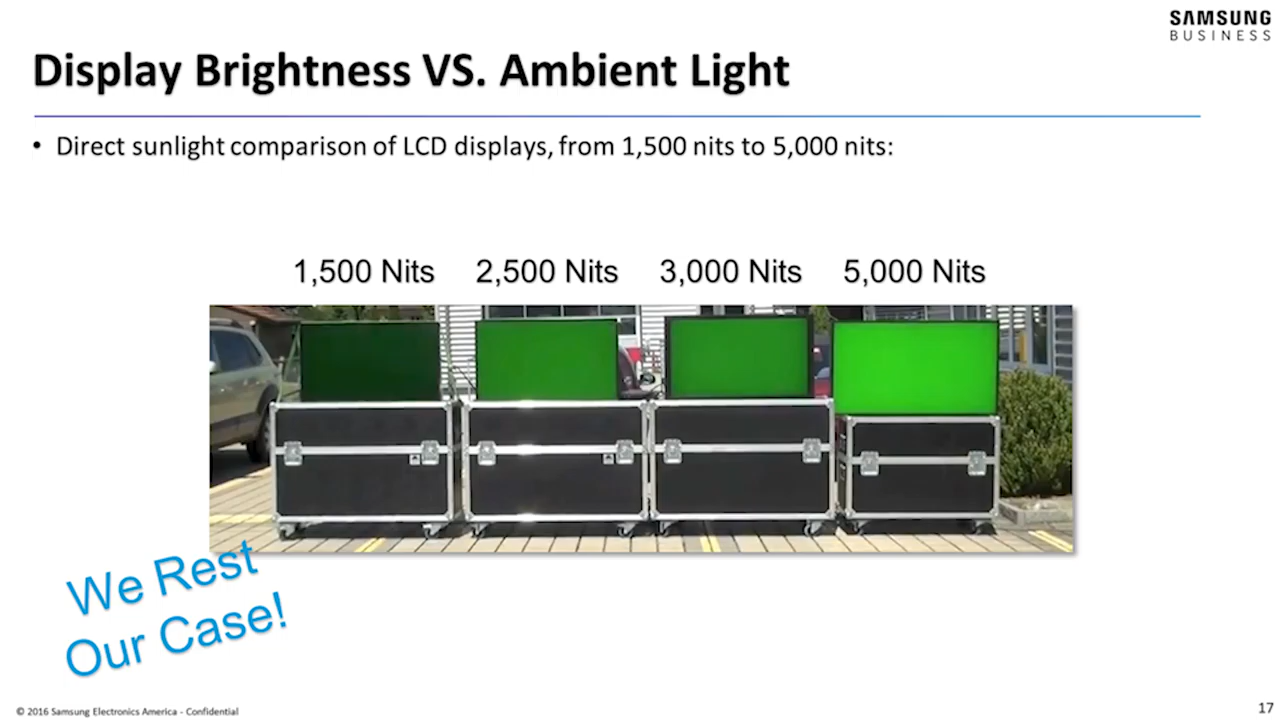 SAMSUNG
BUSINESS
Display Brightness VS. Ambient Light
• Direct sunlight comparison of LCD displays, from 1,500 nits to 5,000 nits:
1,500 Nits 2,500 Nits 3,000 Nits 5,000 Nits
We Rest
Our Case!
© 2016 Samsung Electronics America - Confidential
17